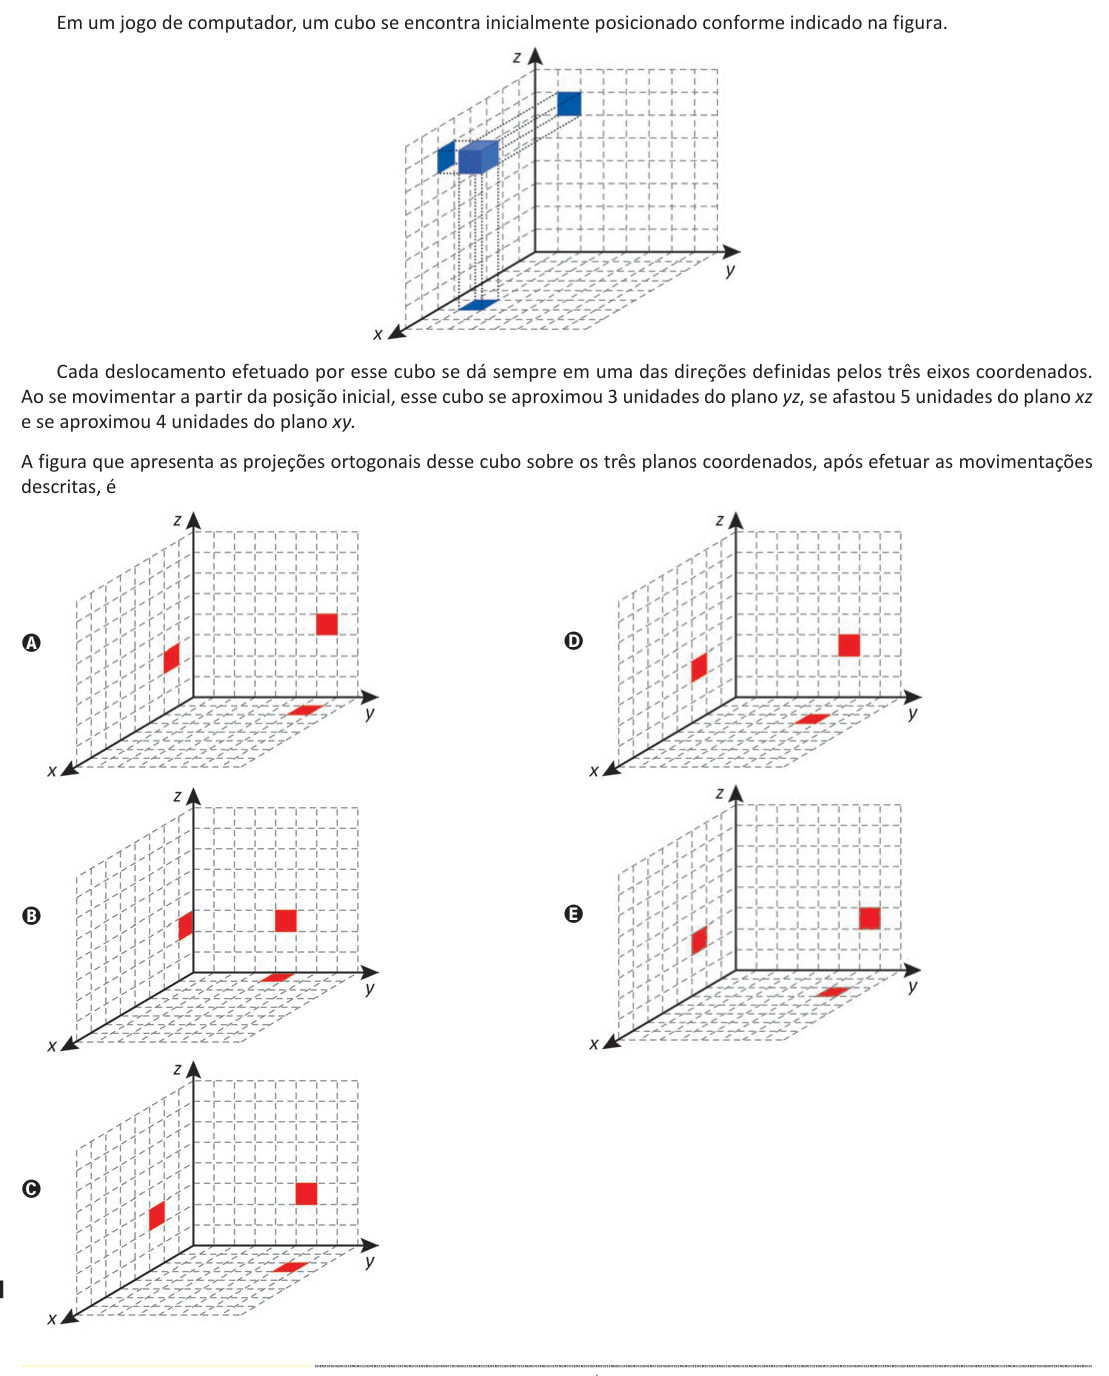 Em um jogo de computador, um cubo se encontra inicialmente posicionado conforme indicado na figura.
z
y
x
Cada deslocamento efetuado por esse cubo se dá sempre em uma das direções definidas pelos três eixos coordenados.
Ao se movimentar a partir da posição inicial, esse cubo se aproximou 3 unidades do plano yz, se afastou 5 unidades do plano xz
e se aproximou 4 unidades do plano xy.
A figura que apresenta as projeções ortogonais desse cubo sobre os três planos coordenados, após efetuar as movimentações
descritas, é
A
z
y
x
B
z
y
x
C
z
y
x
D
z
y
x
E
z
y
x